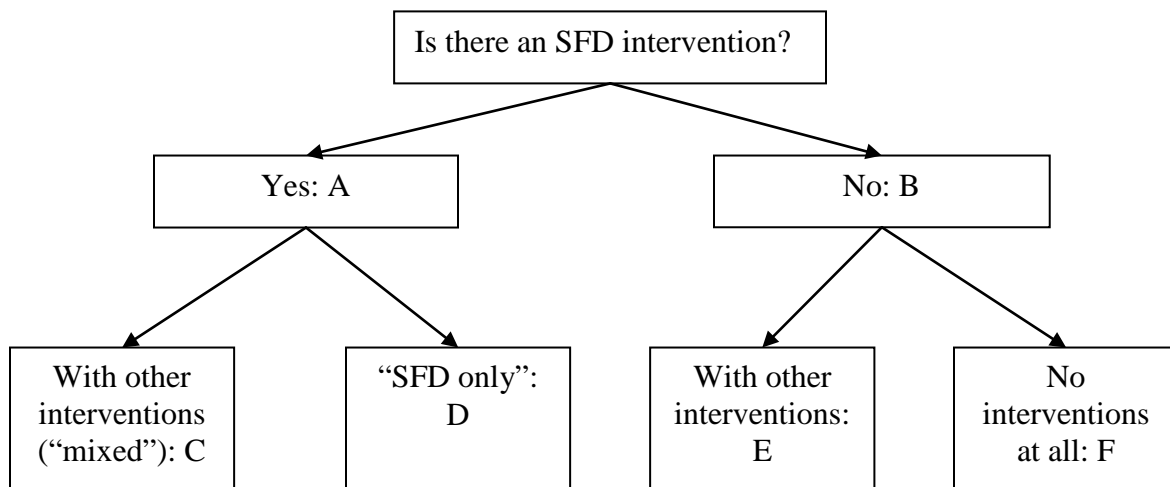 Is there an SFD intervention?
Yes: A
No: B
With other
interventions
(“mixed”): C
“SFD only”:
D
With other
interventions:
E
No
interventions
at all: F